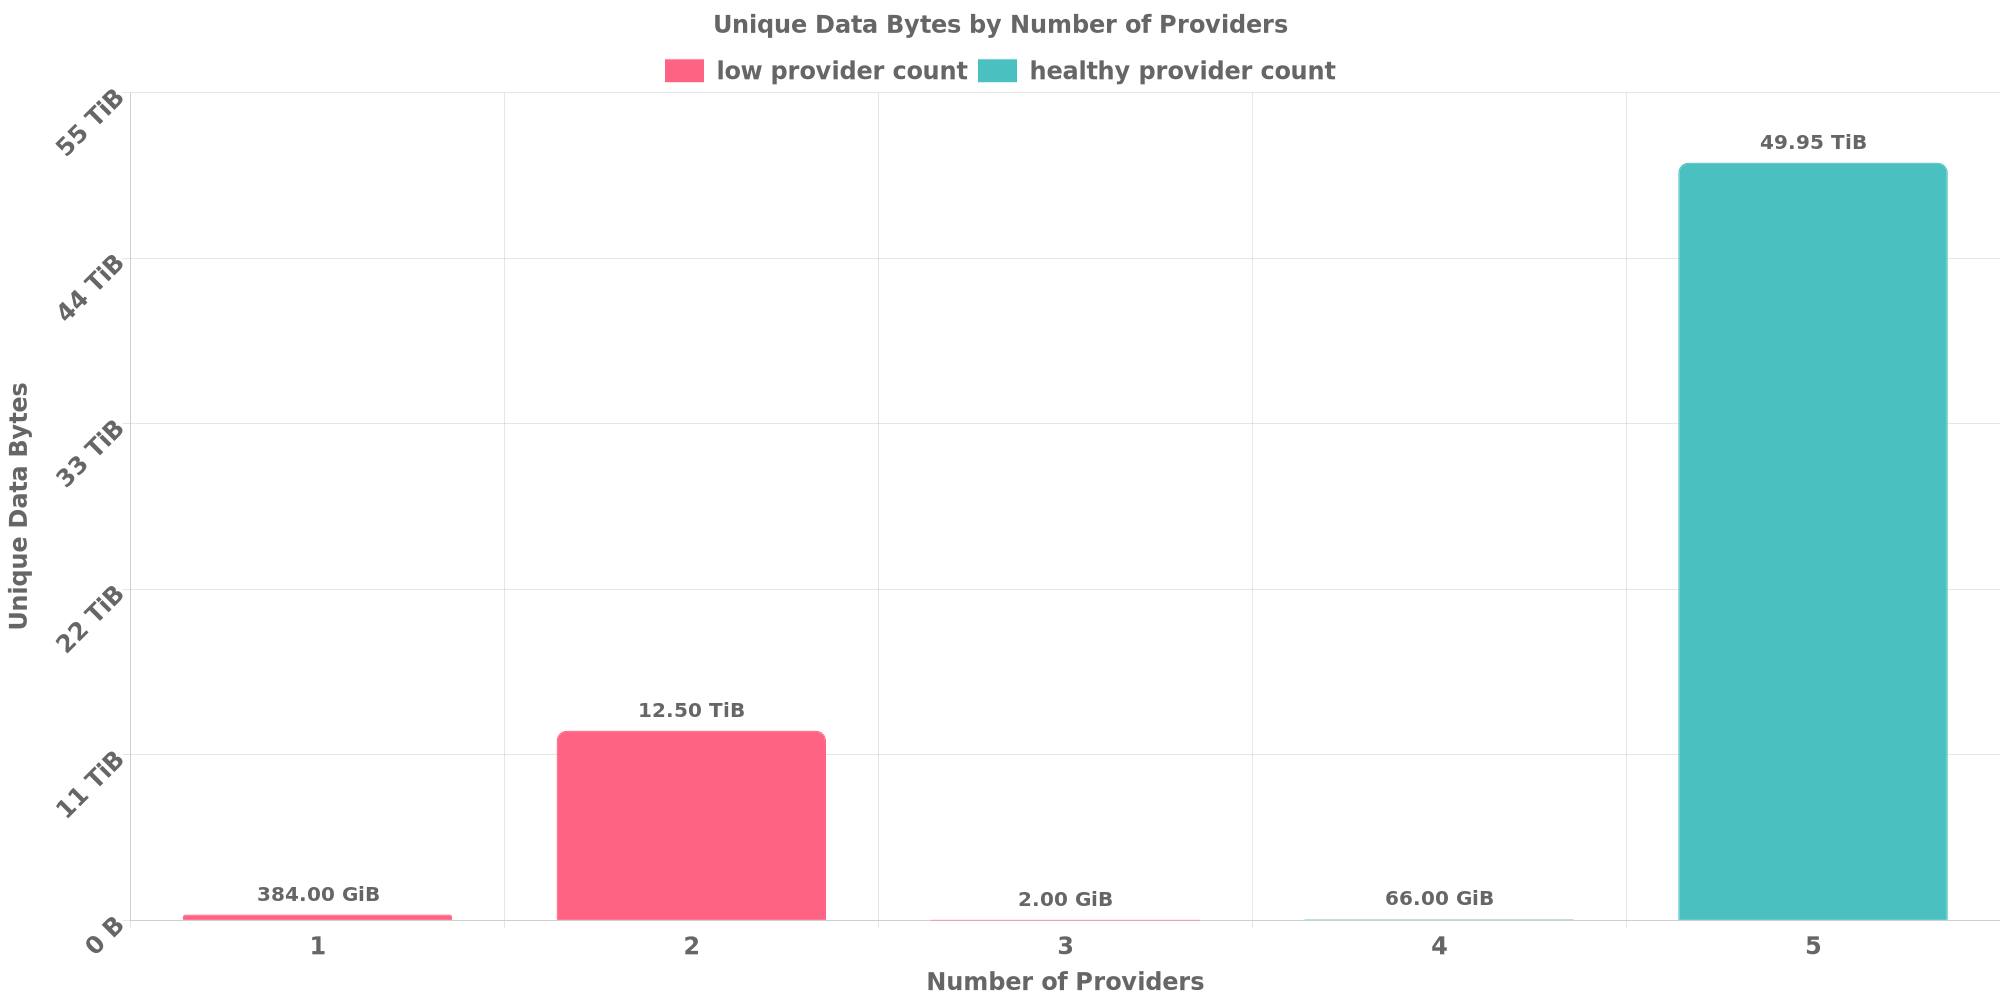 Unique Data Bytes by Number of Providers
low provider count healthy provider count
Unique Data Bytes
55 TiB
44 TiB
33 TiB
22 TiB
11 TiB
0 B
384.00 GiB
12.50 TiB
2.00 GiB
66.00 GiB
49.95 TiB
1 2 3 4 5
Number of Providers